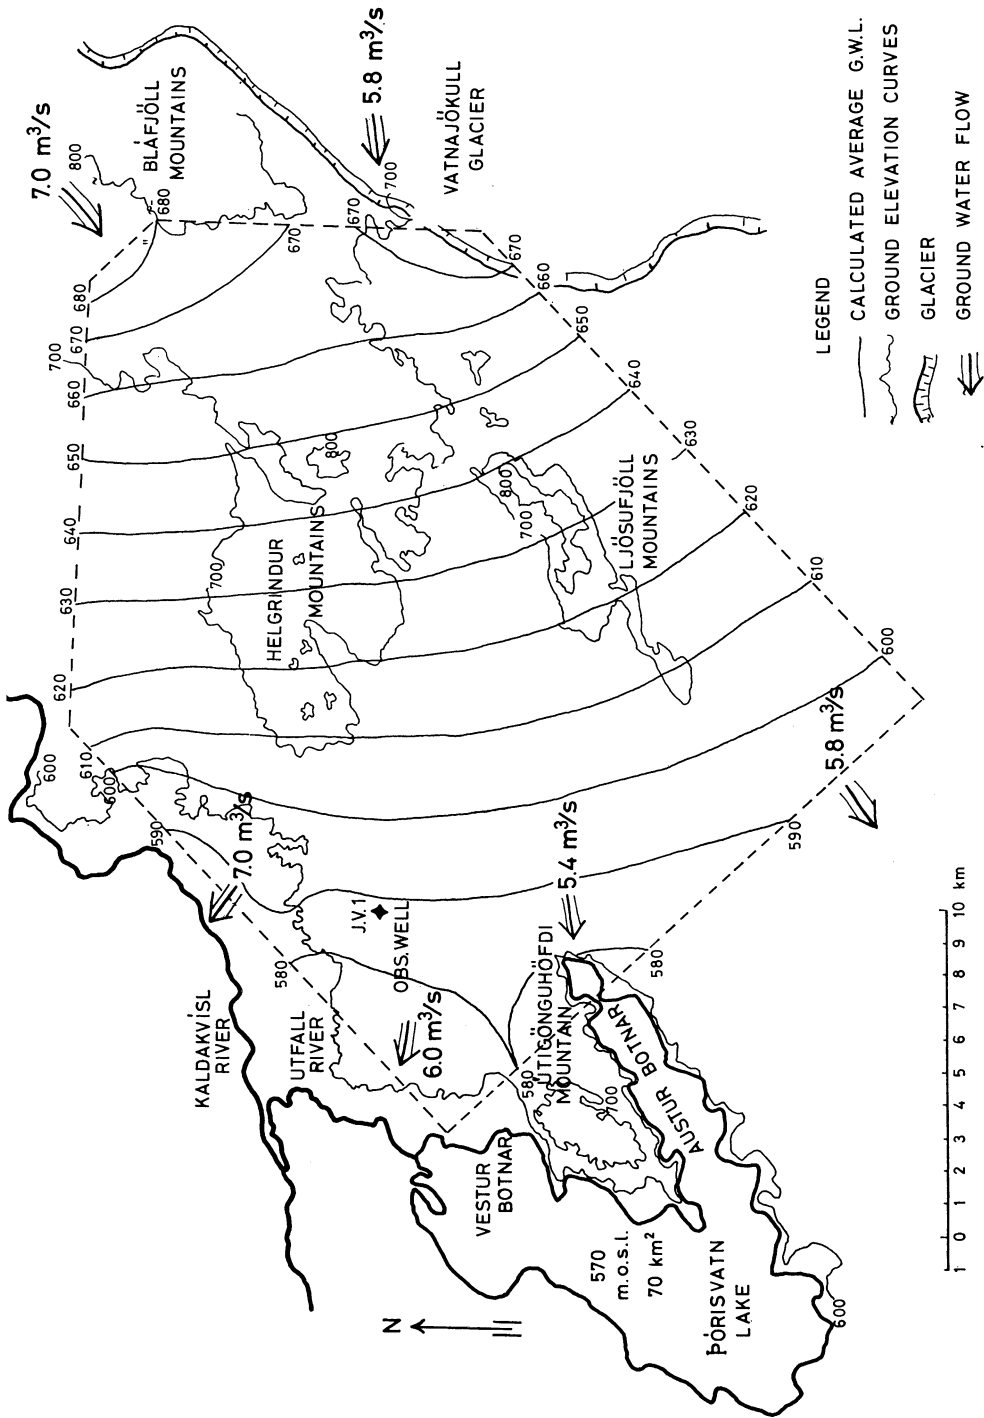 7.0 m³/s
800
BLÁFJÖLL
MOUNTAINS
5.8 m³/s
VATNAJÖKULL
GLACIER
700
680
680
670
670
670
670
660
700
660
650
650
640
640
630
630
620
620
610
610
600
600
600
590
590
580
580
580
800
700
HELGRINDUR
MOUNTAINS
800
700
LJÓSUFJÖLL
MOUNTAINS
5.8 m³/s
7.0 m³/s
5.4 m³/s
6.0 m³/s
J.V.1
OBS.WELL
KALDAKVÍSL
RIVER
UTFALL
RIVER
ÚTIGÖNGUHÖFDI
MOUNTAIN
700
AUSTUR BOTNAR
VESTUR
BOTNAR
570
m.o.s.l.
70 km²
ÞÓRISVATN
LAKE
600
N
1 0 1 2 3 4 5 6 7 8 9 10 km
LEGEND
CALCULATED AVERAGE G.W.L.
GROUND ELEVATION CURVES
GLACIER
GROUND WATER FLOW